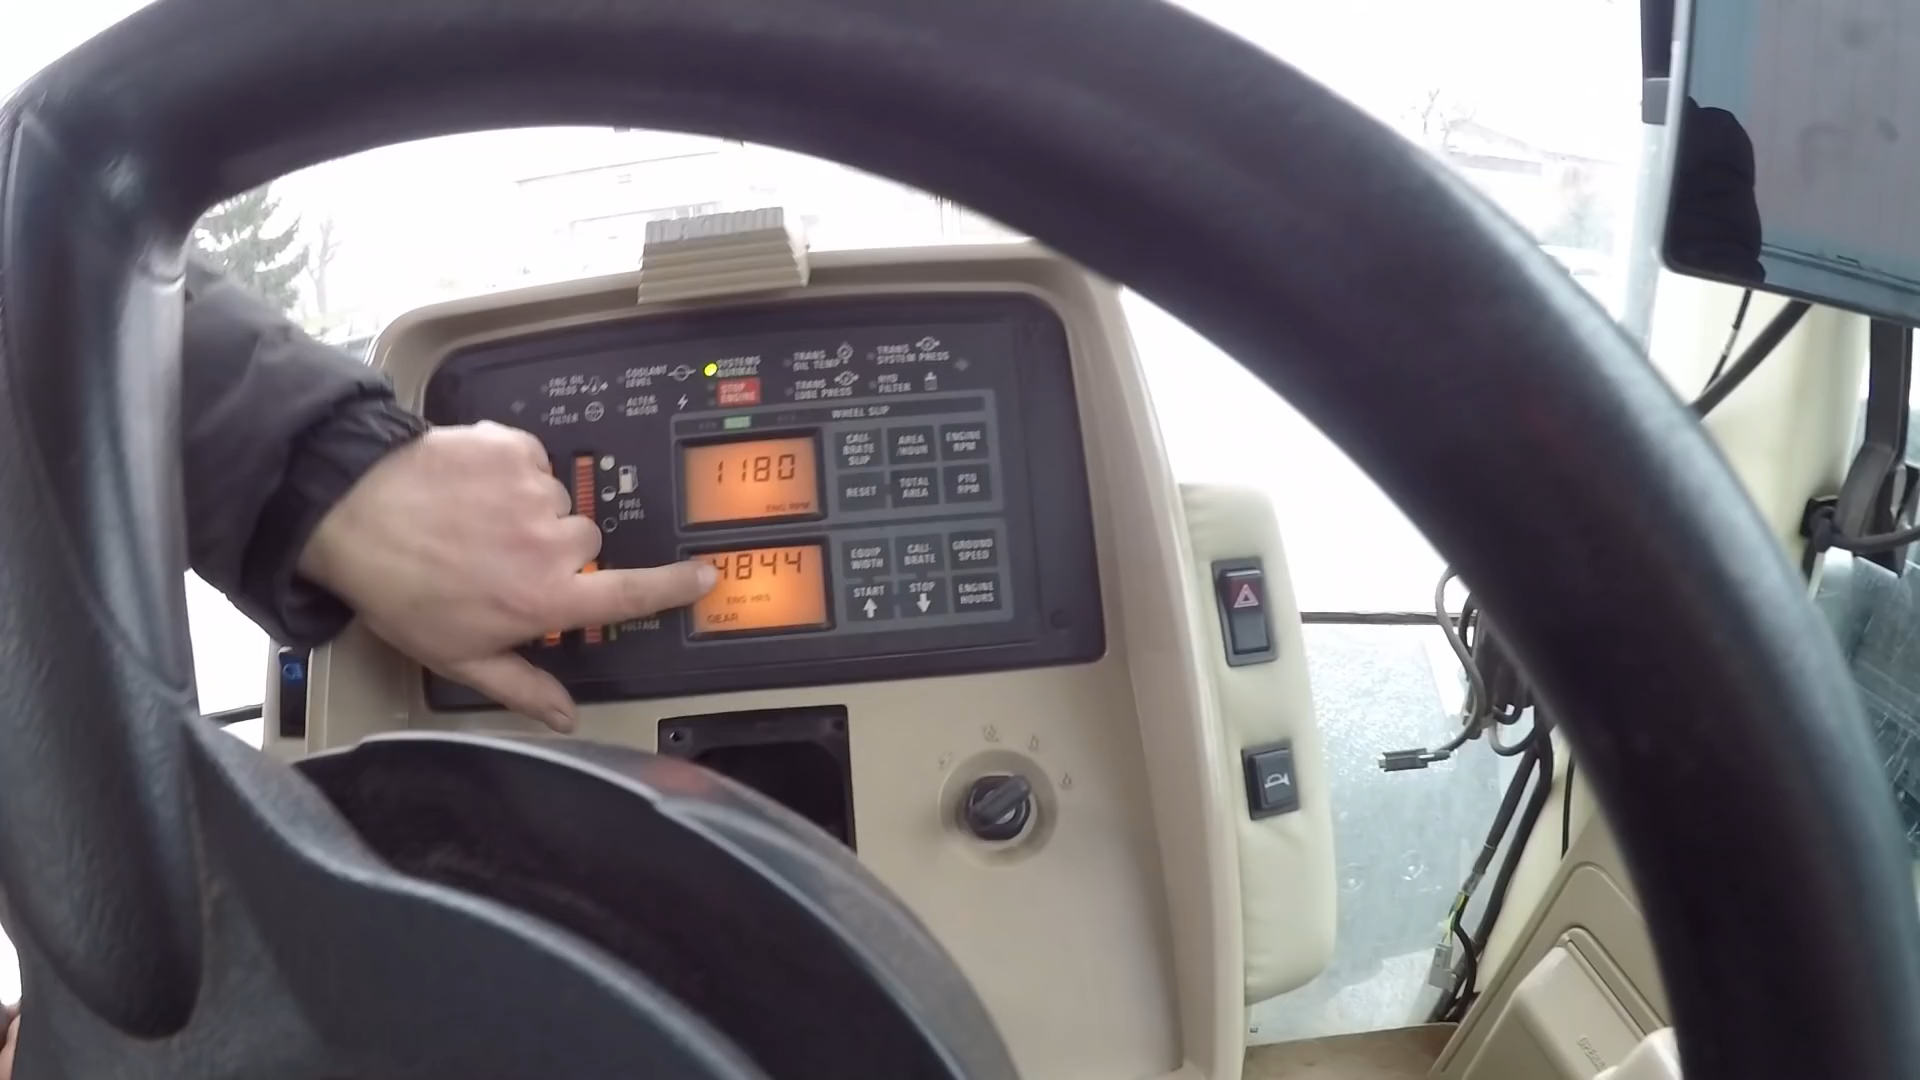 ENG OIL
PRESS
COOLANT
LEVEL
SYSTEMS
NORMAL
TRANS
OIL TEMP
TRANS
SYSTEM PRESS
AIR
FILTER
ALTER-
NATOR
STOP
ENGINE
TRANS
LUBE PRESS
HYD
FILTER
WHEEL SLIP
1180
ENG RPM
CALI-
BRATE
SLIP
AREA
/HOUR
ENGINE
RPM
RESET
TOTAL
AREA
PTO
RPM
FUEL
LEVEL
4844
ENG HRS
GEAR
EQUIP
WIDTH
CALI-
BRATE
GROUND
SPEED
START
STOP
ENGINE
HOURS
VOLTAGE